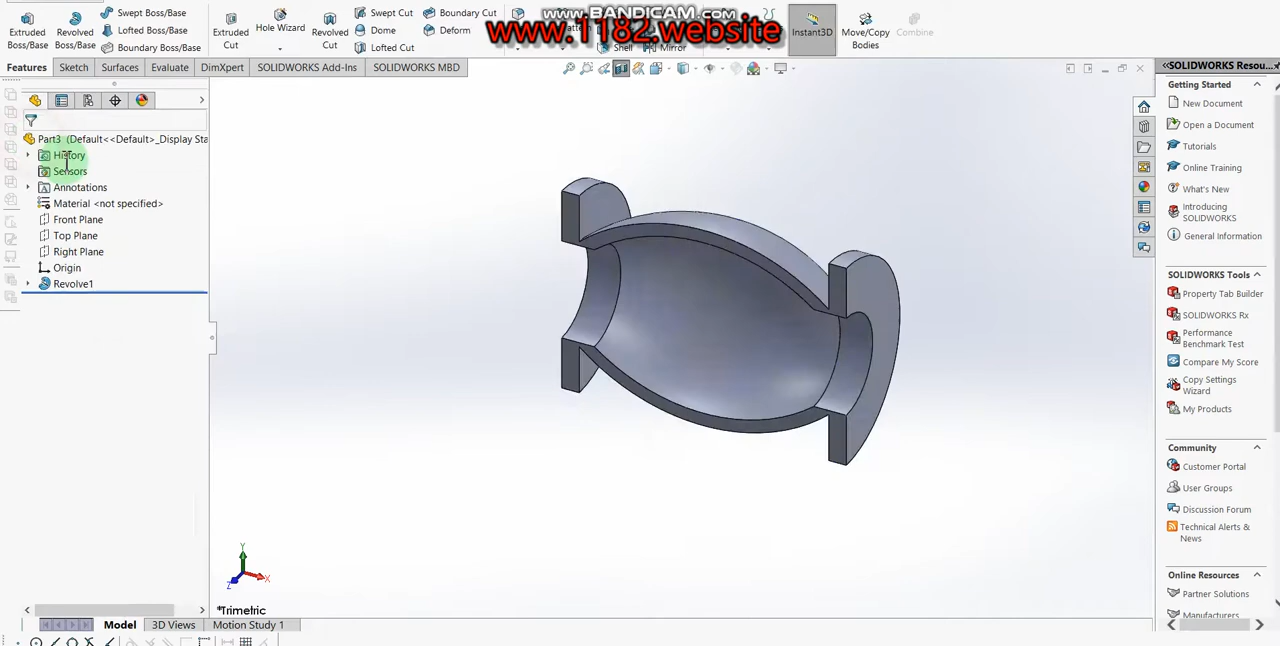 www.BANDICAM.com
www.1182.website
Extruded Boss/Base
Revolved Boss/Base
Swept Boss/Base
Lofted Boss/Base
Boundary Boss/Base
Extruded Cut
Hole Wizard
Revolved Cut
Swept Cut
Dome
Lofted Cut
Boundary Cut
Deform
Shell
Mirror
Instant3D
Move/Copy Bodies
Combine
Features
Sketch
Surfaces
Evaluate
DimXpert
SOLIDWORKS Add-Ins
SOLIDWORKS MBD
Part3 (Default<<Default>_Display Sta
History
Sensors
Annotations
Material <not specified>
Front Plane
Top Plane
Right Plane
Origin
Revolve1
Y
X
Z
*Trimetric
Model
3D Views
Motion Study 1
SOLIDWORKS Resou...
Getting Started
New Document
Open a Document
Tutorials
Online Training
What's New
Introducing
SOLIDWORKS
General Information
SOLIDWORKS Tools
Property Tab Builder
SOLIDWORKS Rx
Performance
Benchmark Test
Compare My Score
Copy Settings
Wizard
My Products
Community
Customer Portal
User Groups
Discussion Forum
Technical Alerts &
News
Online Resources
Partner Solutions
Manufacturers